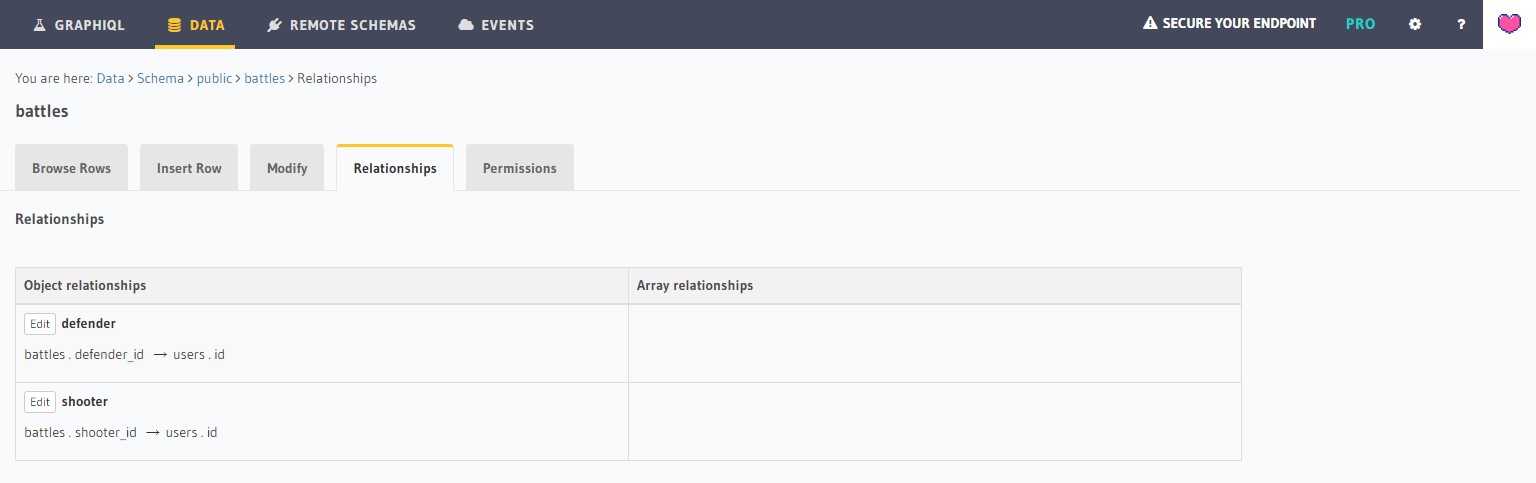 GRAPHIQL DATA REMOTE SCHEMAS EVENTS SECURE YOUR ENDPOINT PRO ?
You are here: Data > Schema > public > battles > Relationships
battles
Browse Rows Insert Row Modify Relationships Permissions
Relationships
Object relationships Array relationships
Edit defender
battles . defender_id → users . id
Edit shooter
battles . shooter_id → users . id